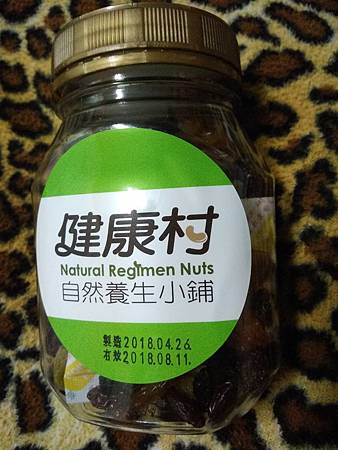 健康村
Natural Regimen Nuts
自然養生小鋪
製造2018.04.26.
有效2018.08.11.